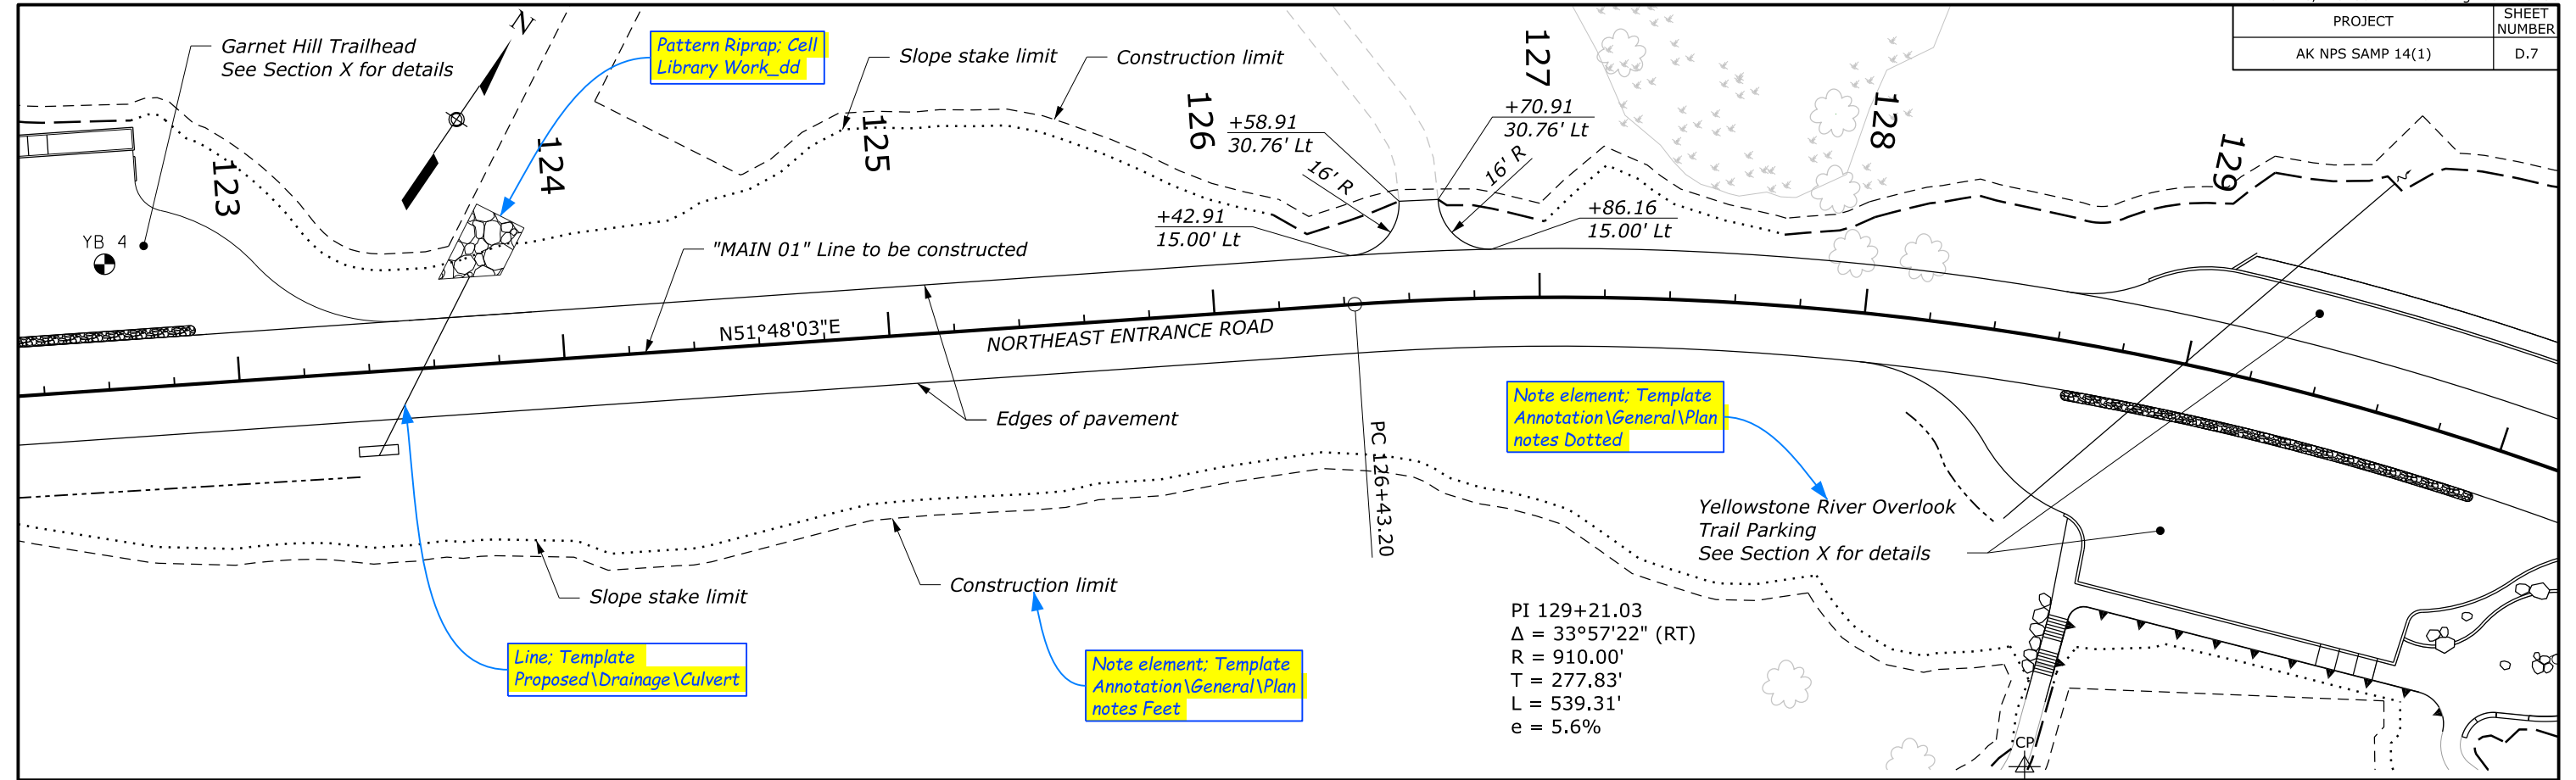 PROJECT
SHEET
NUMBER
AK NPS SAMP 14(1)
D.7
Garnet Hill Trailhead
See Section X for details
N
Pattern Riprap; Cell
Library Work_dd
Slope stake limit
Construction limit
123
124
125
126
127
128
129
+58.91
30.76' Lt
+70.91
30.76' Lt
16' R
16' R
+42.91
15.00' Lt
+86.16
15.00' Lt
YB 4
"MAIN 01" Line to be constructed
N51°48'03"E
NORTHEAST ENTRANCE ROAD
Edges of pavement
PC 126+43.20
Note element; Template
Annotation\General\Plan
notes Dotted
Yellowstone River Overlook
Trail Parking
See Section X for details
Slope stake limit
Construction limit
Line; Template
Proposed\Drainage\Culvert
Note element; Template
Annotation\General\Plan
notes Feet
PI 129+21.03
Δ = 33°57'22" (RT)
R = 910.00'
T = 277.83'
L = 539.31'
e = 5.6%
CP